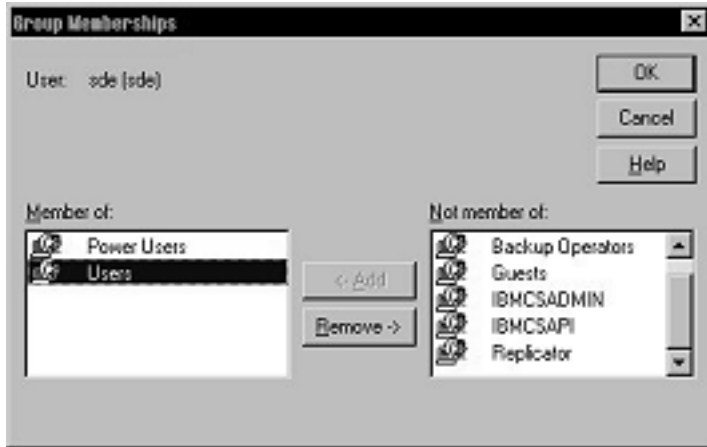 Group Memberships
User: sde (sde)
OK
Cancel
Help
Member of:
Power Users
Users
<- Add
Remove ->
Not member of:
Backup Operators
Guests
IBMCSADMIN
IBMCSAPI
Replicator